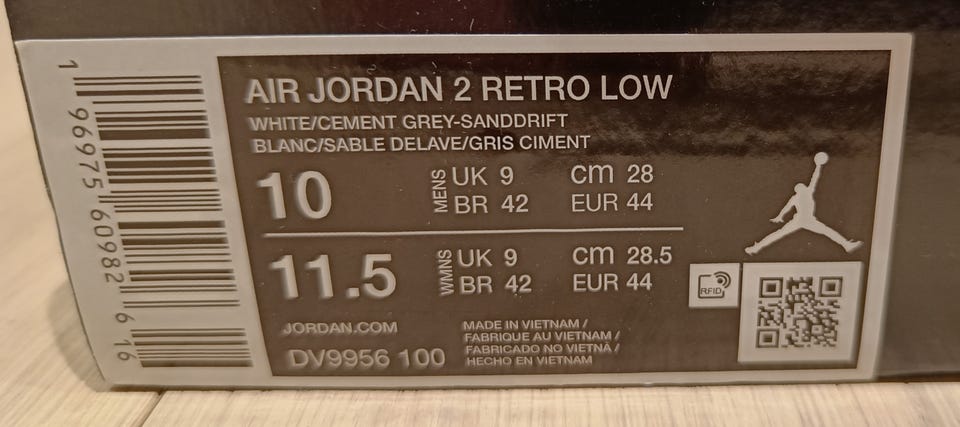 1 96975 60982 6
16
AIR JORDAN 2 RETRO LOW
WHITE/CEMENT GREY-SANDDRIFT
BLANC/SABLE DELAVE/GRIS CIMENT
10 MENS UK 9 cm 28
BR 42 EUR 44
11.5 WMNS UK 9 cm 28.5
BR 42 EUR 44
RFID
JORDAN.COM
DV9956 100
MADE IN VIETNAM /
FABRIQUE AU VIETNAM /
FABRICADO NO VIETNÃ /
HECHO EN VIETNAM